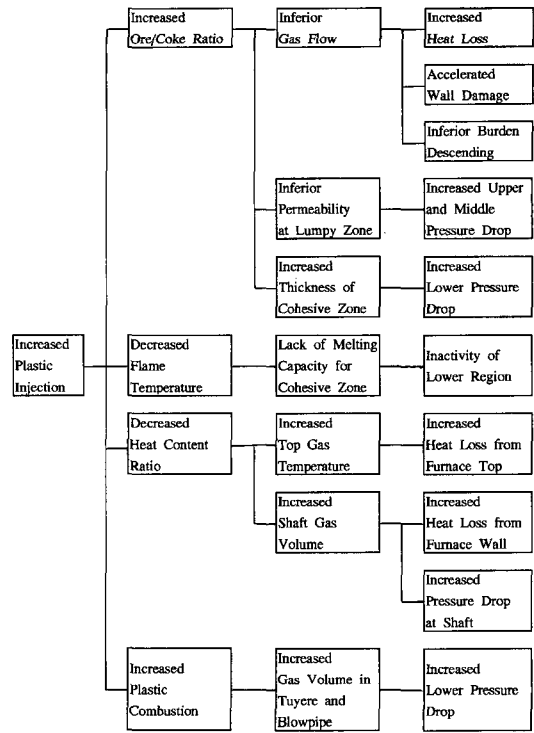 Increased
Ore/Coke Ratio
Inferior
Gas Flow
Increased
Heat Loss
Accelerated
Wall Damage
Inferior Burden
Descending
Inferior
Permeability
at Lumpy Zone
Increased Upper
and Middle
Pressure Drop
Increased
Thickness of
Cohesive Zone
Increased
Lower Pressure
Drop
Increased
Plastic
Injection
Decreased
Flame
Temperature
Lack of Melting
Capacity for
Cohesive Zone
Inactivity of
Lower Region
Decreased
Heat Content
Ratio
Increased
Top Gas
Temperature
Increased
Heat Loss from
Furnace Top
Increased
Shaft Gas
Volume
Increased
Heat Loss from
Furnace Wall
Increased
Pressure Drop
at Shaft
Increased
Plastic
Combustion
Increased
Gas Volume in
Tuyere and
Blowpipe
Increased
Lower Pressure
Drop